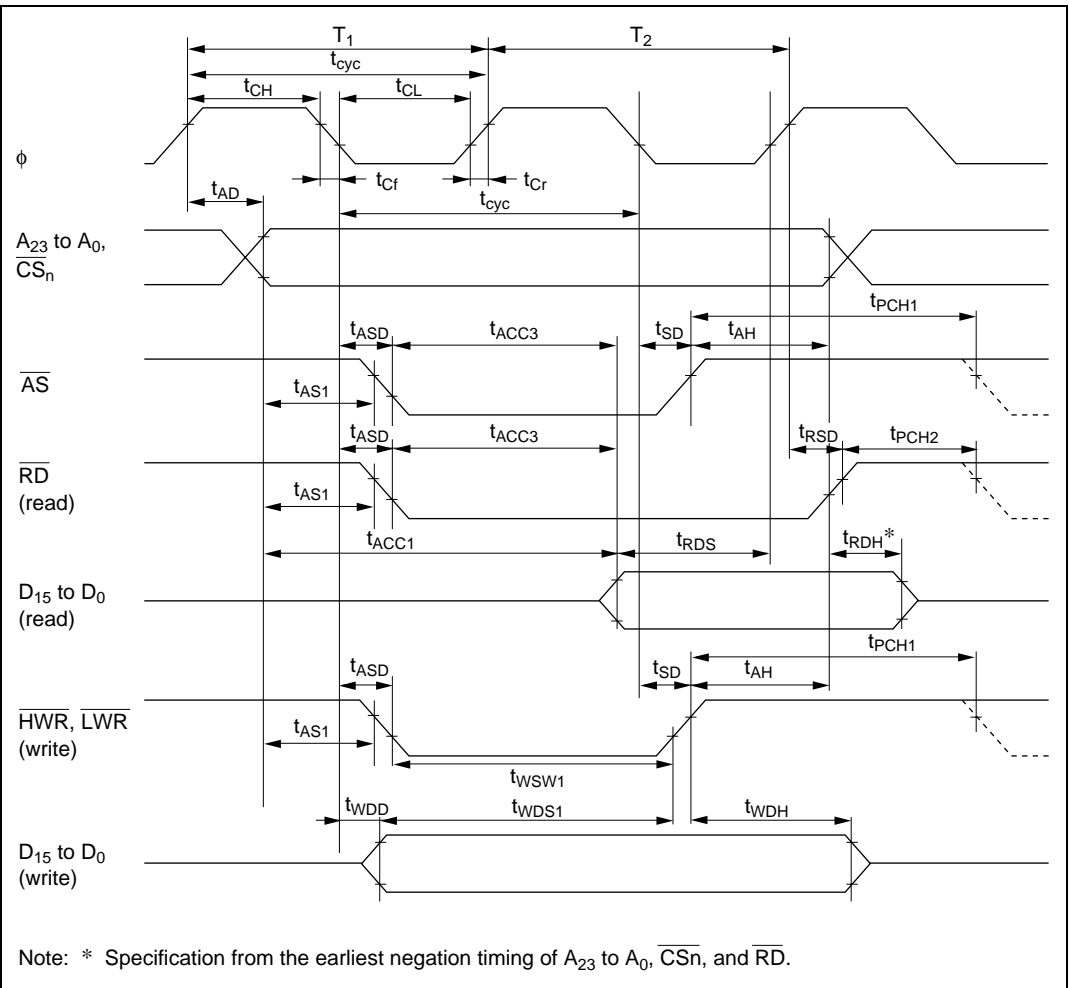 T1 T2
tcyc
tCH tCL
φ
tCf tCr
tAD tcyc
A23 to A0,
CSn
tPCH1
tASD tACC3 tSD tAH
AS
tAS1
tASD tACC3 tRSD tPCH2
RD
(read)
tAS1
tACC1 tRDS tRDH*
D15 to D0
(read)
tPCH1
tASD tSD tAH
HWR, LWR
(write)
tAS1
tWSW1
tWDD tWDS1 tWDH
D15 to D0
(write)
Note: * Specification from the earliest negation timing of A23 to A0, CSn, and RD.